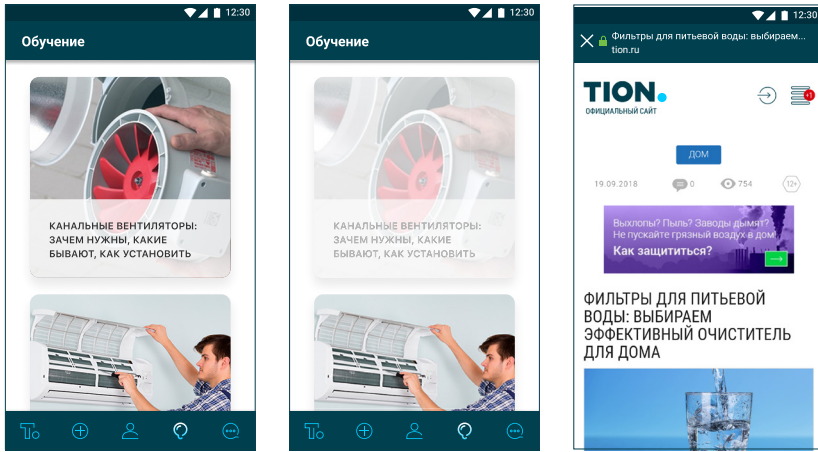 12:30
Обучение
КАНАЛЬНЫЕ ВЕНТИЛЯТОРЫ:
ЗАЧЕМ НУЖНЫ, КАКИЕ
БЫВАЮТ, КАК УСТАНОВИТЬ
12:30
Обучение
КАНАЛЬНЫЕ ВЕНТИЛЯТОРЫ:
ЗАЧЕМ НУЖНЫ, КАКИЕ
БЫВАЮТ, КАК УСТАНОВИТЬ
12:30
Фильтры для питьевой воды: выбираем...
tion.ru
TION.
ОФИЦИАЛЬНЫЙ САЙТ
+1
ДОМ
19.09.2018 0 754 12+
Выхлопы? Пыль? Заводы дымят?
Не пускайте грязный воздух в дом!
Как защититься?
ФИЛЬТРЫ ДЛЯ ПИТЬЕВОЙ
ВОДЫ: ВЫБИРАЕМ
ЭФФЕКТИВНЫЙ ОЧИСТИТЕЛЬ
ДЛЯ ДОМА